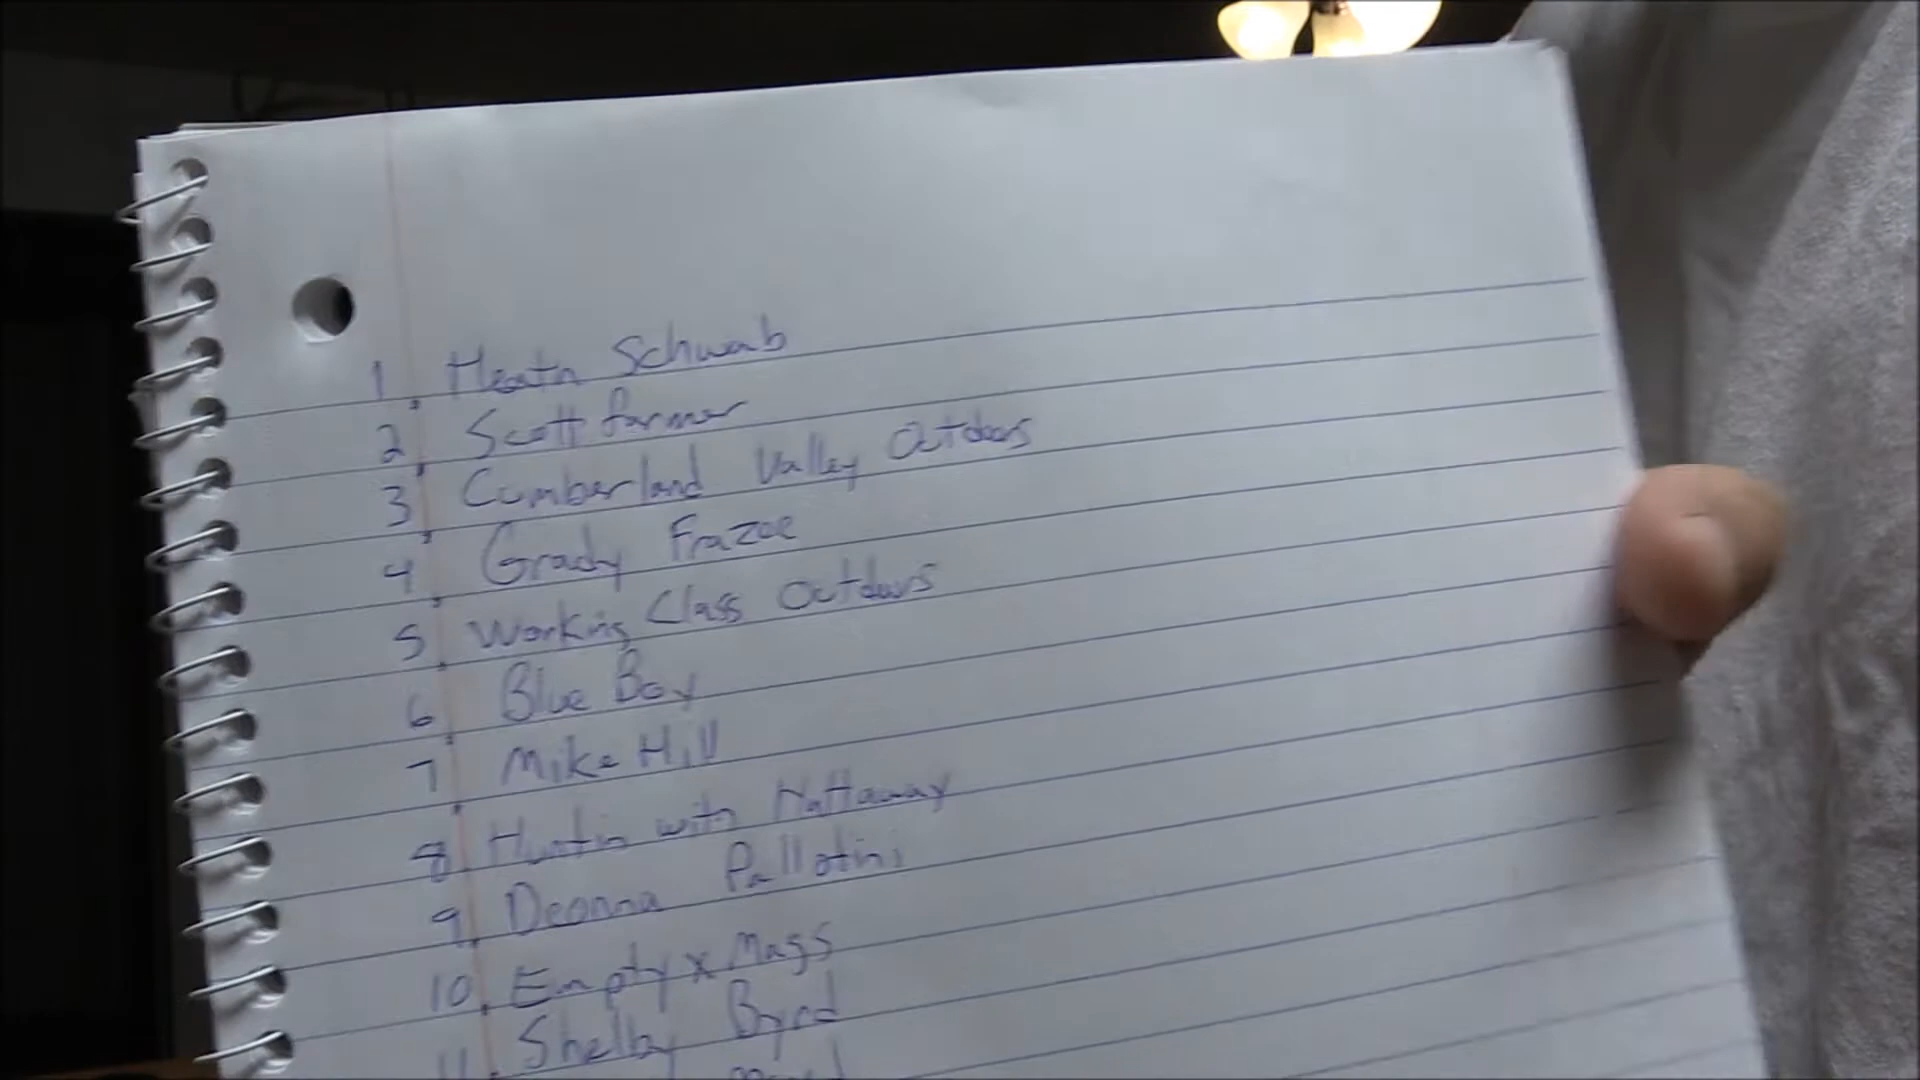 1. Heath Schwab
2. Scott farmer
3. Cumberland Valley Outdoors
4. Grady Frazee
5. Working Class Outdoors
6. Blue Boy
7. Mike Hill
8. Huntin with Hattaway
9. Deanna Pallotini
10. Empty x Mags
11. Shelby Byrd